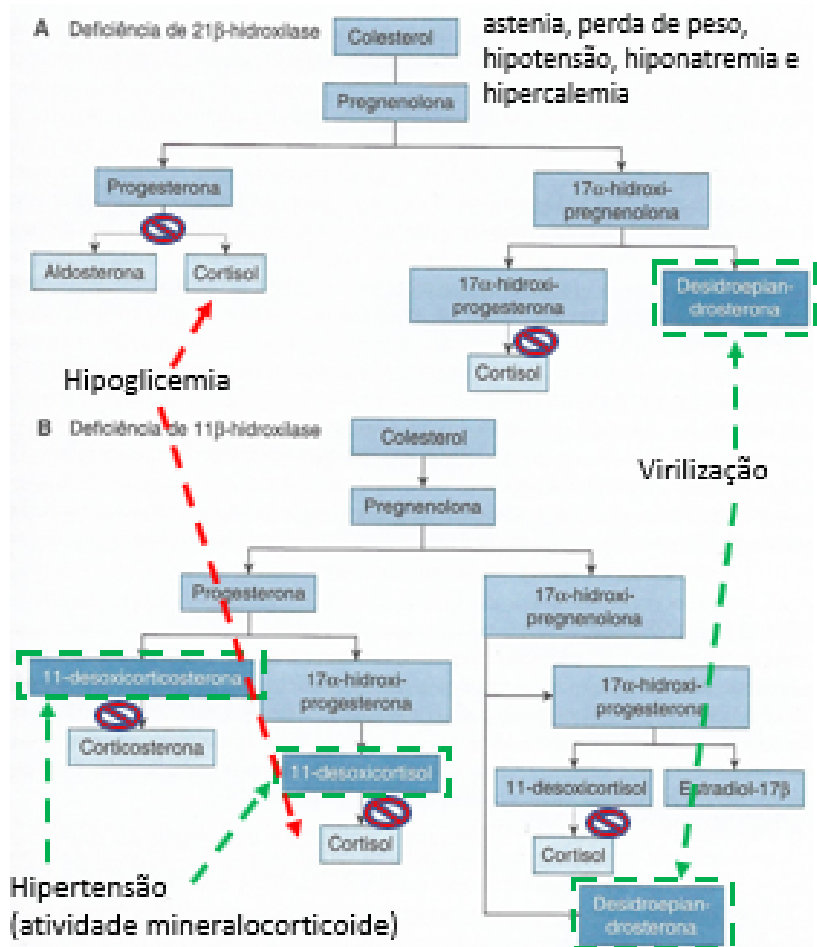 A Deficiência de 21β-hidroxilase
astenia, perda de peso,
hipotensão, hiponatremia e
hipercalemia
Colesterol
Pregnenolona
Progesterona
17α-hidroxi-
pregnenolona
Aldosterona
Cortisol
17α-hidroxi-
progesterona
Desidroepian-
drosterona
Cortisol
Hipoglicemia
B Deficiência de 11β-hidroxilase
Colesterol
Virilização
Pregnenolona
Progesterona
17α-hidroxi-
pregnenolona
11-desoxicorticosterona
17α-hidroxi-
progesterona
17α-hidroxi-
progesterona
Corticosterona
11-desoxicortisol
11-desoxicortisol
Estradiol-17β
Cortisol
Cortisol
Hipertensão
(atividade mineralocorticoide)
Desidroepian-
drosterona